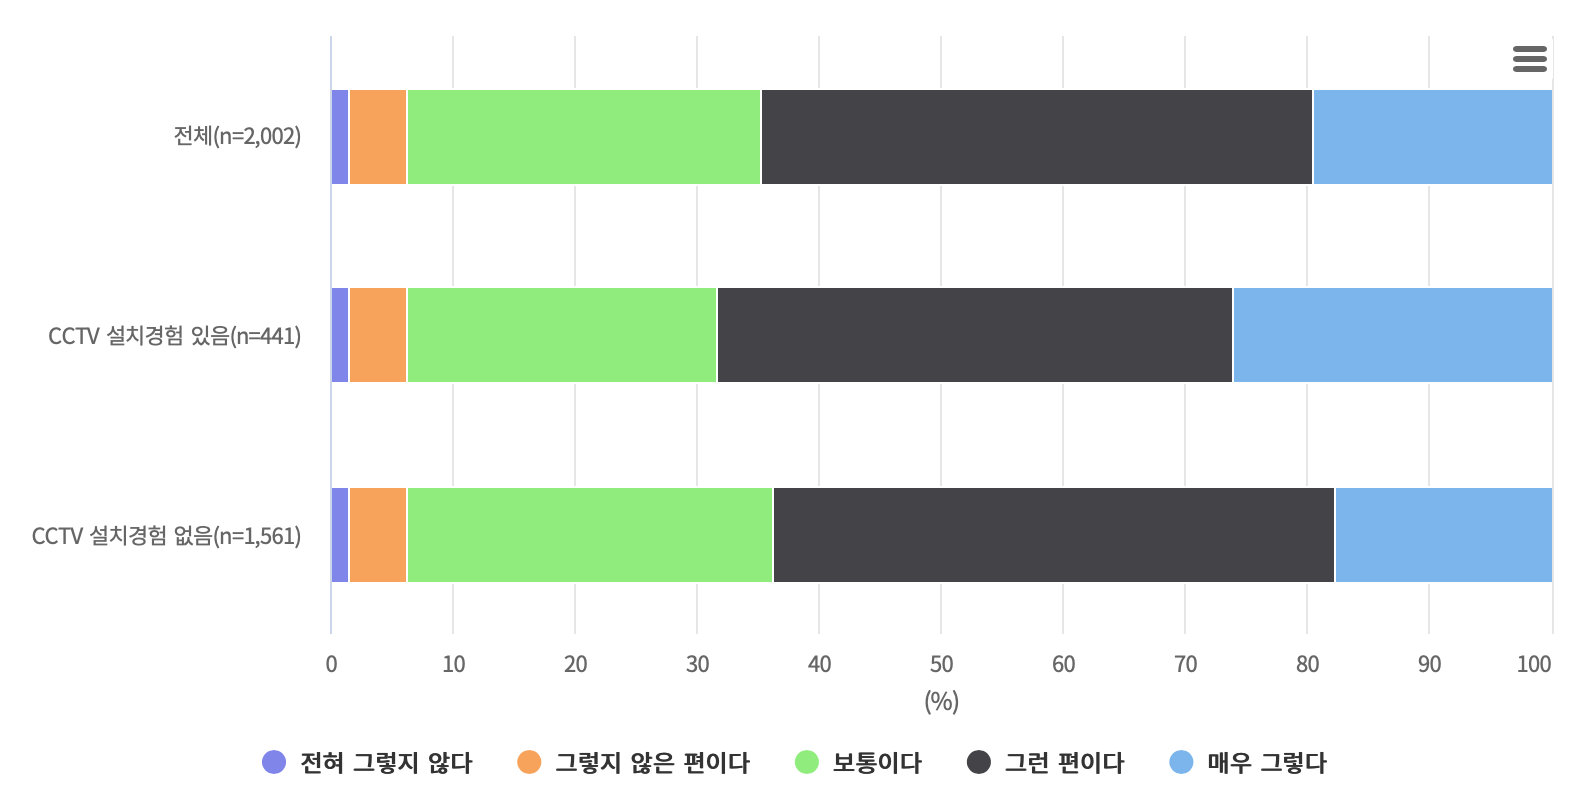 전체(n=2,002)
CCTV 설치경험 있음(n=441)
CCTV 설치경험 없음(n=1,561)
0 10 20 30 40 50 60 70 80 90 100
(%)
전혀 그렇지 않다 그렇지 않은 편이다 보통이다 그런 편이다 매우 그렇다